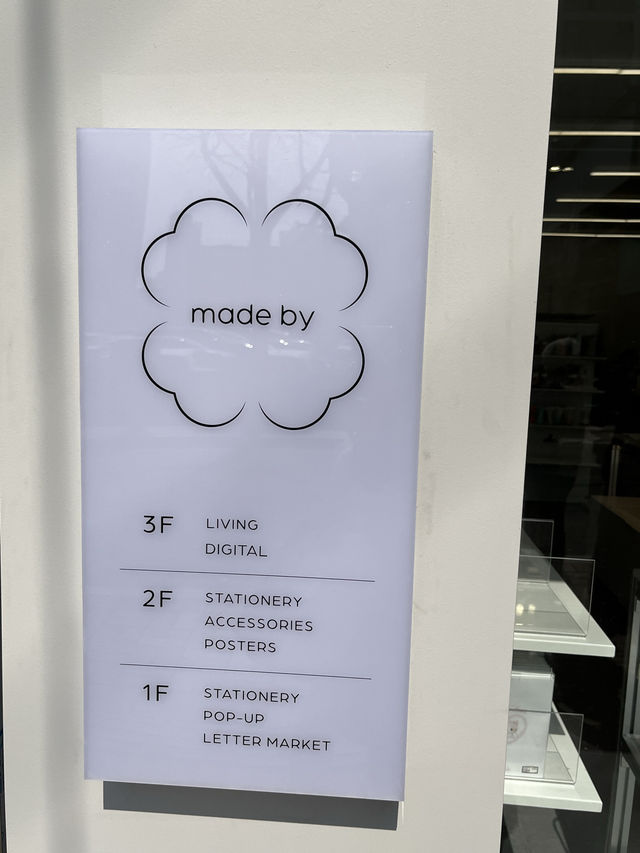 made by
3F LIVING
DIGITAL
2F STATIONERY
ACCESSORIES
POSTERS
1F STATIONERY
POP-UP
LETTER MARKET